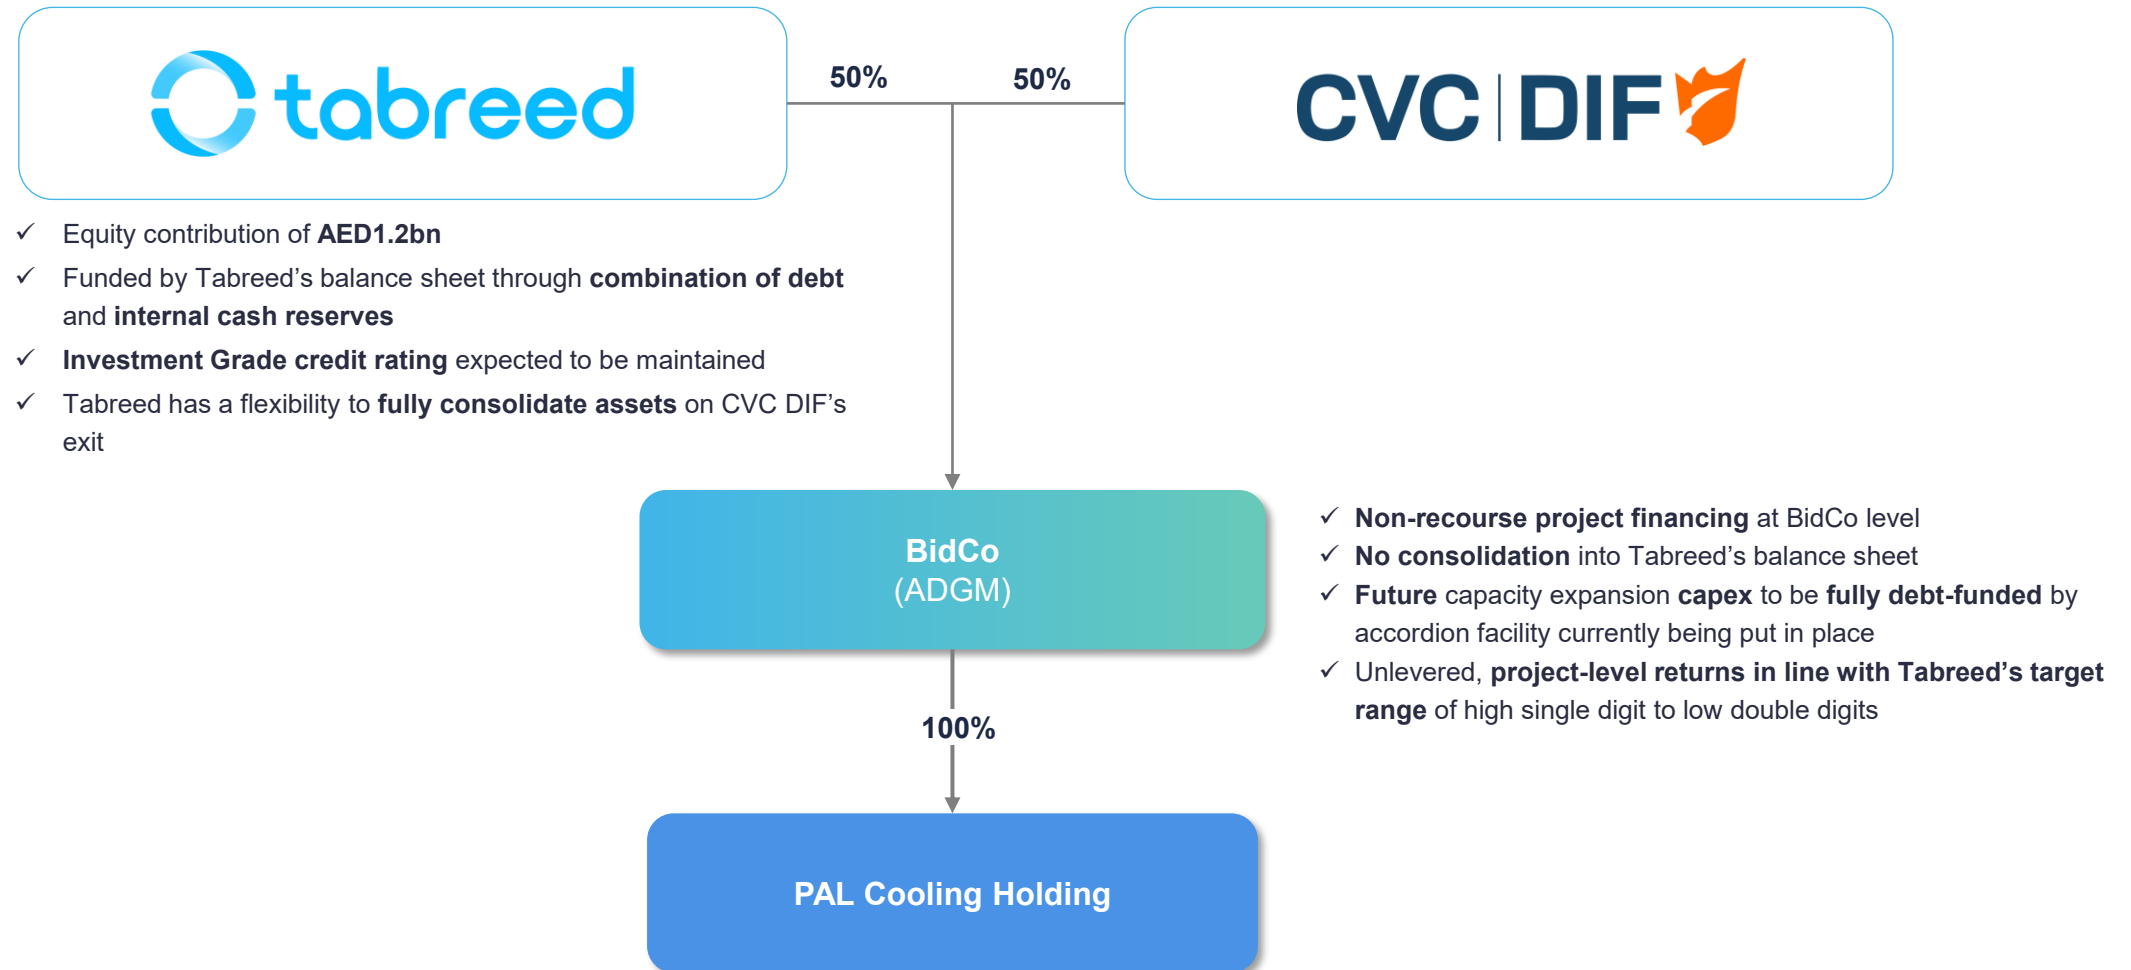 tabreed
50%
50%
CVC DIF
✓ Equity contribution of AED1.2bn
✓ Funded by Tabreed’s balance sheet through combination of debt
and internal cash reserves
✓ Investment Grade credit rating expected to be maintained
✓ Tabreed has a flexibility to fully consolidate assets on CVC DIF’s
exit
BidCo
(ADGM)
✓ Non-recourse project financing at BidCo level
✓ No consolidation into Tabreed’s balance sheet
✓ Future capacity expansion capex to be fully debt-funded by
accordion facility currently being put in place
✓ Unlevered, project-level returns in line with Tabreed’s target
range of high single digit to low double digits
100%
PAL Cooling Holding